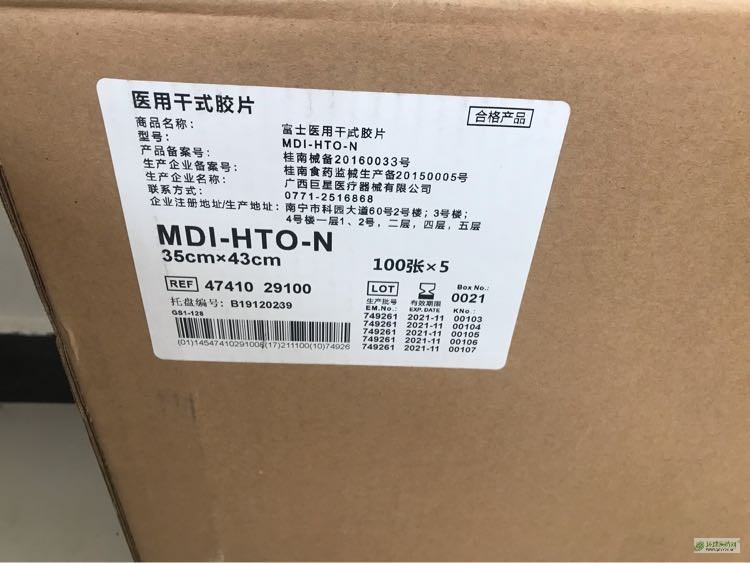 医用干式胶片
合格产品
商品名称: 富士医用干式胶片
型号: MDI-HTO-N
产品备案号: 桂南械备20160033号
生产企业备案号: 桂南食药监械生产备20150005号
生产企业名称: 广西巨星医疗器械有限公司
联系方式: 0771-2516868
企业注册地址/生产地址: 南宁市科园大道60号2号楼; 3号楼;
4号楼一层1、2号, 二层, 四层, 五层
MDI-HTO-N
35cm×43cm
100张×5
REF 47410 29100
托盘编号: B19120239
GS1-128
(01)14547410291006(17)211100(10)74926
LOT
生产批号 有效期限
Box No.:
0021
EM.No.: EXP.DATE KNo.:
749261 2021-11 00103
749261 2021-11 00104
749261 2021-11 00105
749261 2021-11 00106
749261 2021-11 00107